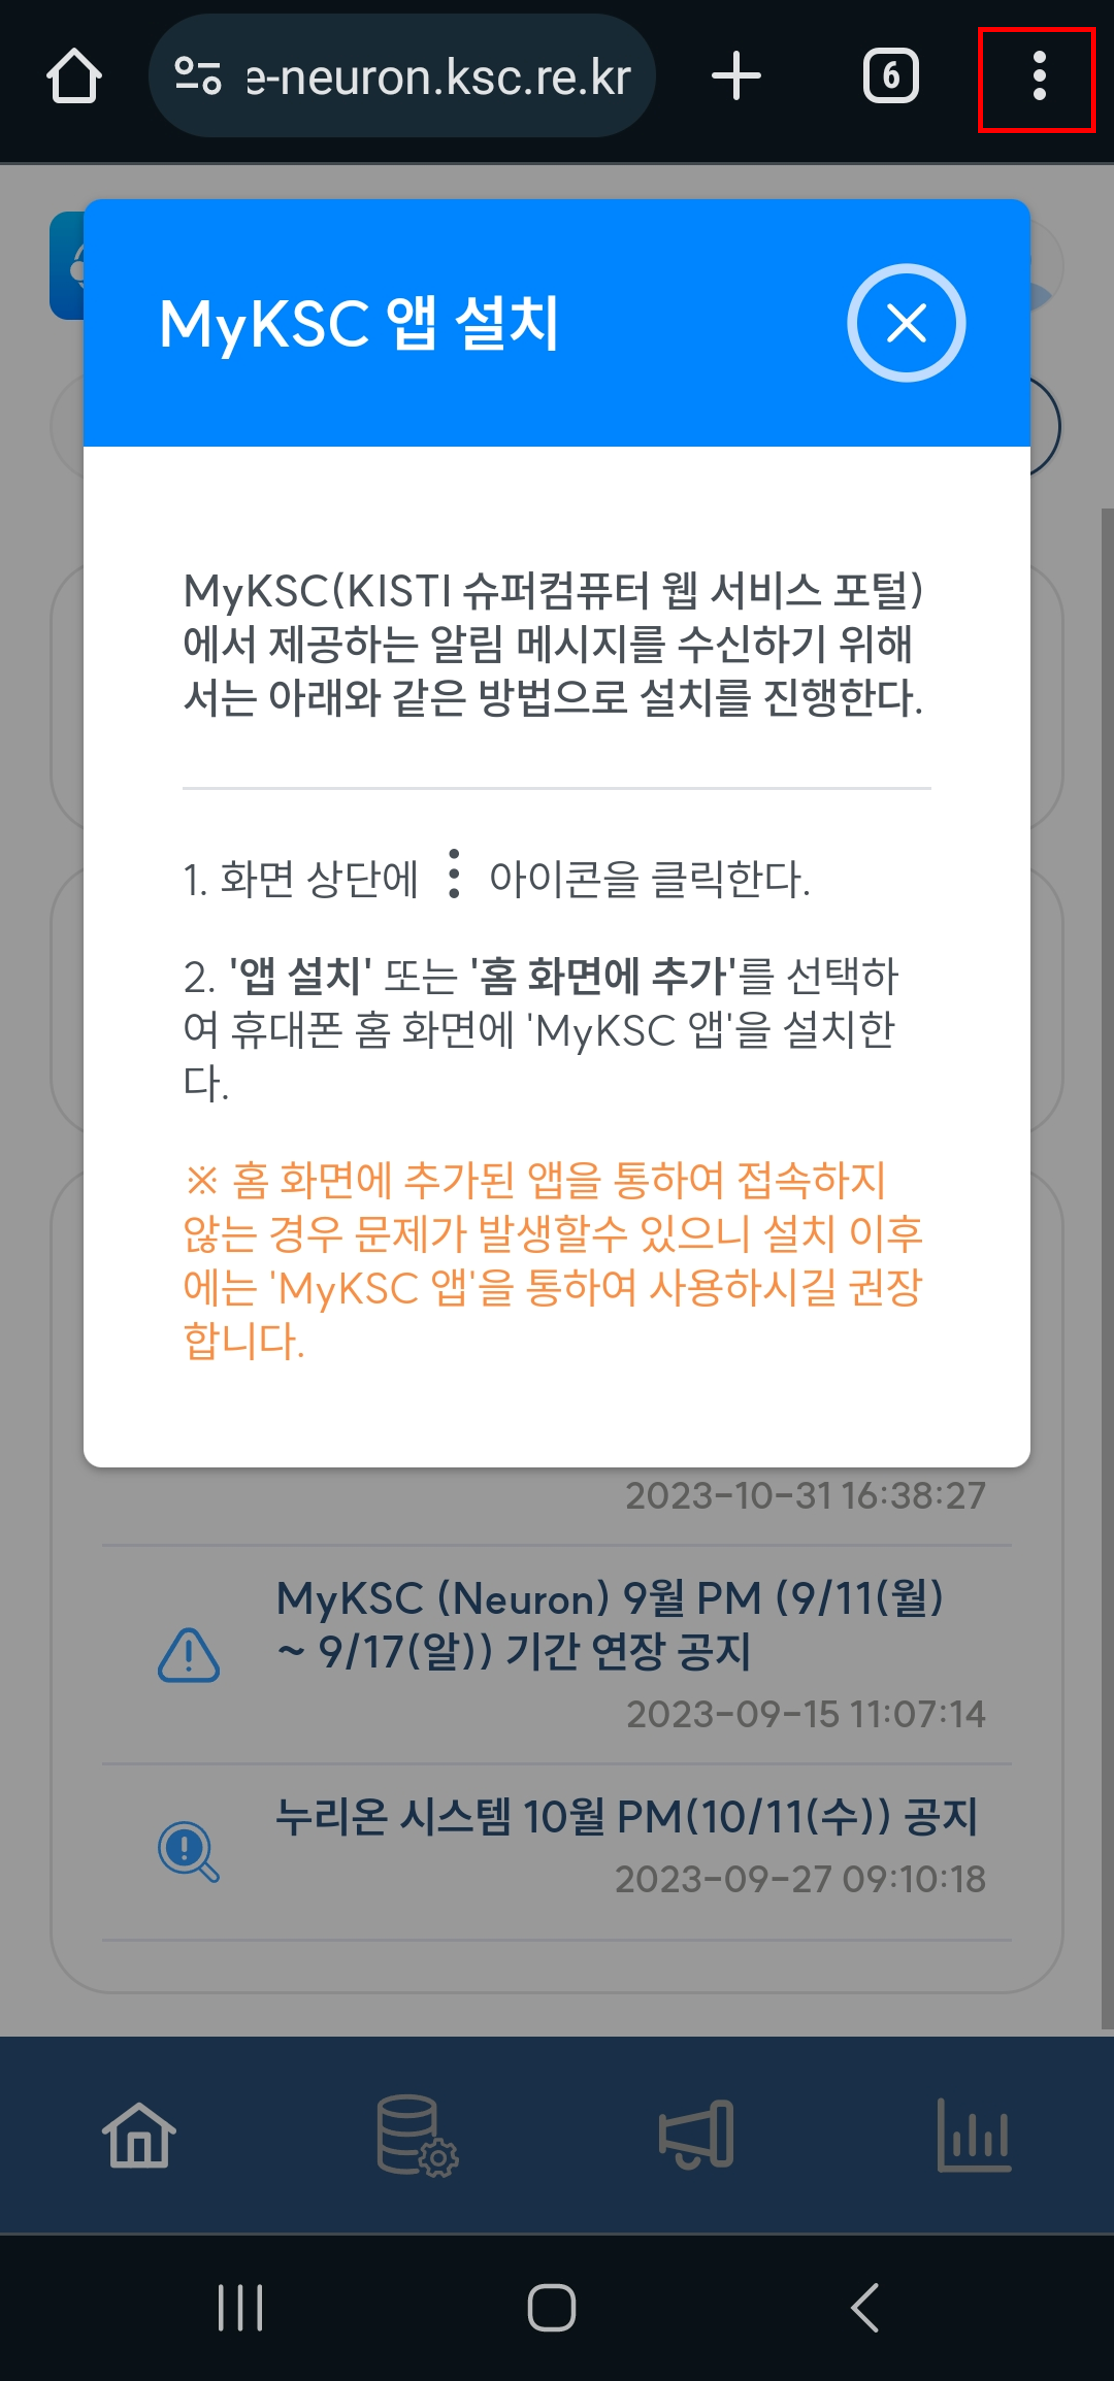 e-neuron.ksc.re.kr
6
MyKSC 앱 설치
MyKSC(KISTI 슈퍼컴퓨터 웹 서비스 포털)
에서 제공하는 알림 메시지를 수신하기 위해
서는 아래와 같은 방법으로 설치를 진행한다.
1. 화면 상단에 ⋮ 아이콘을 클릭한다.
2. '앱 설치' 또는 '홈 화면에 추가'를 선택하
여 휴대폰 홈 화면에 'MyKSC 앱'을 설치한
다.
※ 홈 화면에 추가된 앱을 통하여 접속하지
않는 경우 문제가 발생할수 있으니 설치 이후
에는 'MyKSC 앱'을 통하여 사용하시길 권장
합니다.
2023-10-31 16:38:27
MyKSC (Neuron) 9월 PM (9/11(월)
~ 9/17(알)) 기간 연장 공지
2023-09-15 11:07:14
누리온 시스템 10월 PM(10/11(수)) 공지
2023-09-27 09:10:18